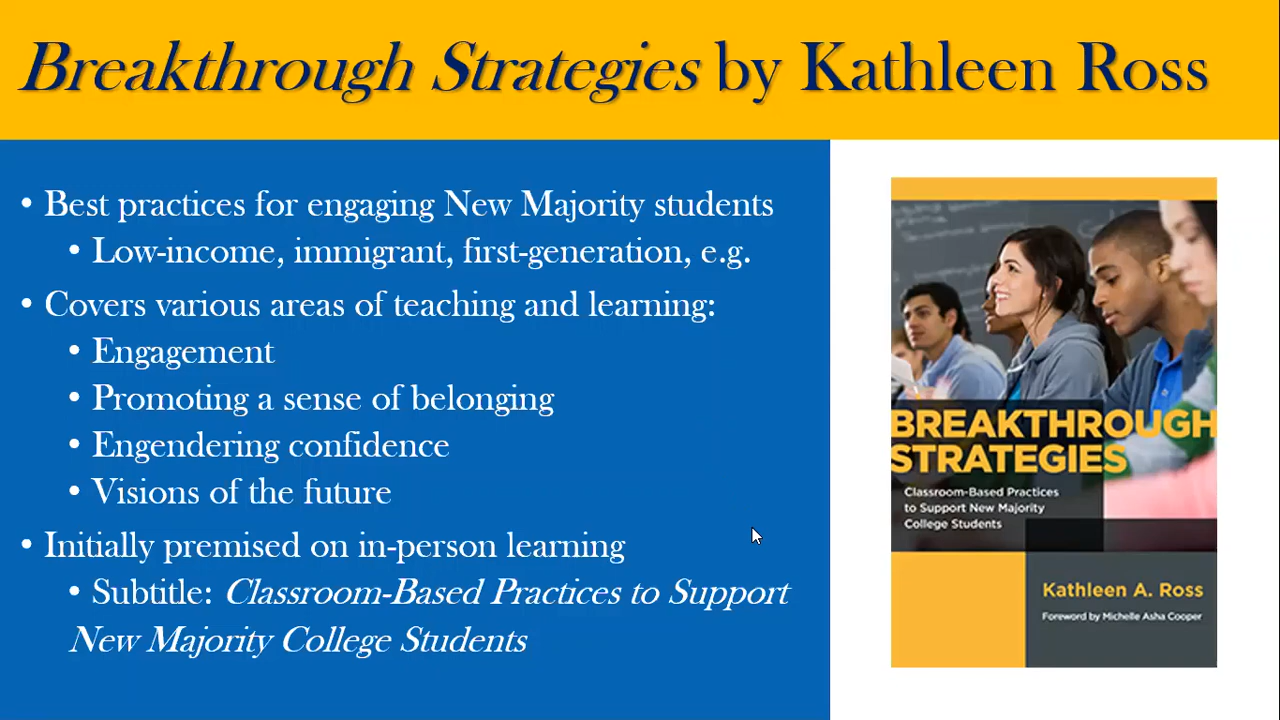 Breakthrough Strategies by Kathleen Ross
• Best practices for engaging New Majority students
• Low-income, immigrant, first-generation, e.g.
• Covers various areas of teaching and learning:
• Engagement
• Promoting a sense of belonging
• Engendering confidence
• Visions of the future
• Initially premised on in-person learning
• Subtitle: Classroom-Based Practices to Support
New Majority College Students
BREAKTHROUGH
STRATEGIES
Classroom-Based Practices
to Support New Majority
College Students
Kathleen A. Ross
Foreword by Michelle Asha Cooper